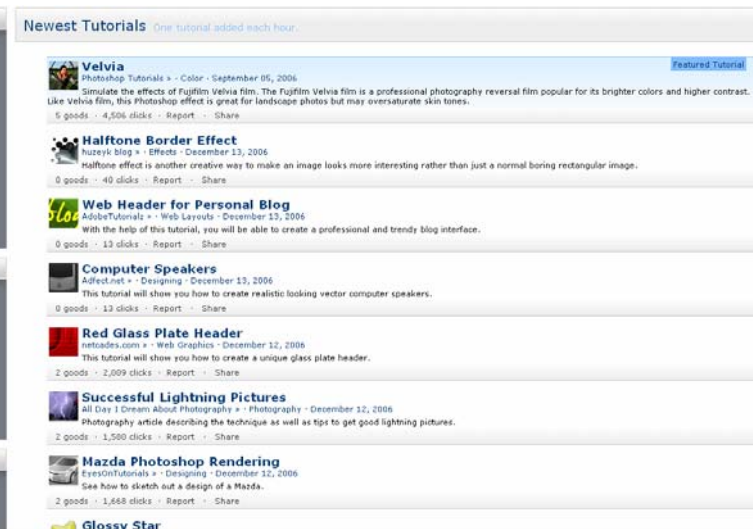 Newest Tutorials One tutorial added each hour.
Velvia
Featured Tutorial
Photoshop Tutorials » · Color · September 05, 2006
Simulate the effects of Fujifilm Velvia film. The Fujifilm Velvia film is a professional photography reversal film popular for its brighter colors and higher contrast.
Like Velvia film, this Photoshop effect is great for landscape photos but may oversaturate skin tones.
5 goods · 4,506 clicks · Report · Share
Halftone Border Effect
huzeyk blog » · Effects · December 13, 2006
Halftone effect is another creative way to make an image looks more interesting rather than just a normal boring rectangular image.
0 goods · 40 clicks · Report · Share
Web Header for Personal Blog
AdobeTutorialz » · Web Layouts · December 13, 2006
With the help of this tutorial, you will be able to create a professional and trendy blog interface.
0 goods · 13 clicks · Report · Share
Computer Speakers
Adfect.net » · Designing · December 13, 2006
This tutorial will show you how to create realistic looking vector computer speakers.
0 goods · 13 clicks · Report · Share
Red Glass Plate Header
netcades.com » · Web Graphics · December 12, 2006
This tutorial will show you how to create a unique glass plate header.
2 goods · 2,009 clicks · Report · Share
Successful Lightning Pictures
All Day I Dream About Photography » · Photography · December 12, 2006
Photography article describing the technique as well as tips to get good lightning pictures.
2 goods · 1,580 clicks · Report · Share
Mazda Photoshop Rendering
EyesOnTutorials » · Designing · December 12, 2006
See how to sketch out a design of a Mazda.
2 goods · 1,668 clicks · Report · Share
Glossy Star